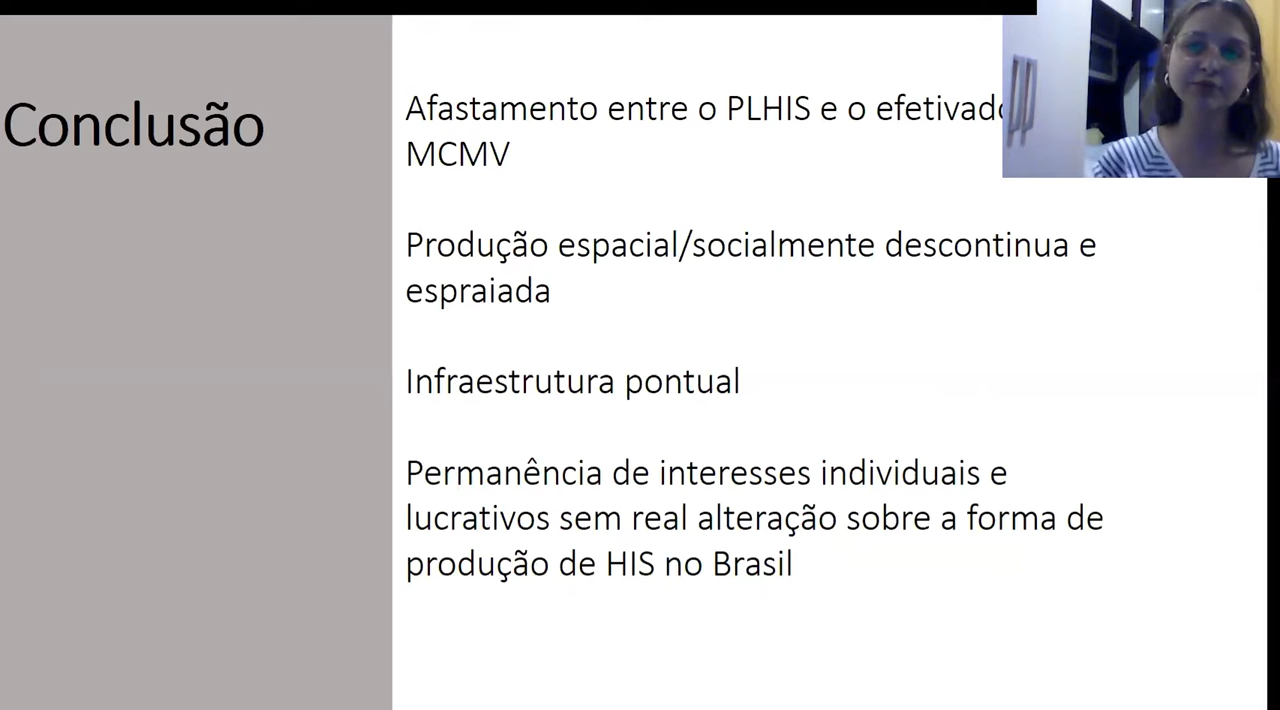 Conclusão
Afastamento entre o PLHIS e o efetivado
MCMV
Produção espacial/socialmente descontinua e
espraiada
Infraestrutura pontual
Permanência de interesses individuais e
lucrativos sem real alteração sobre a forma de
produção de HIS no Brasil